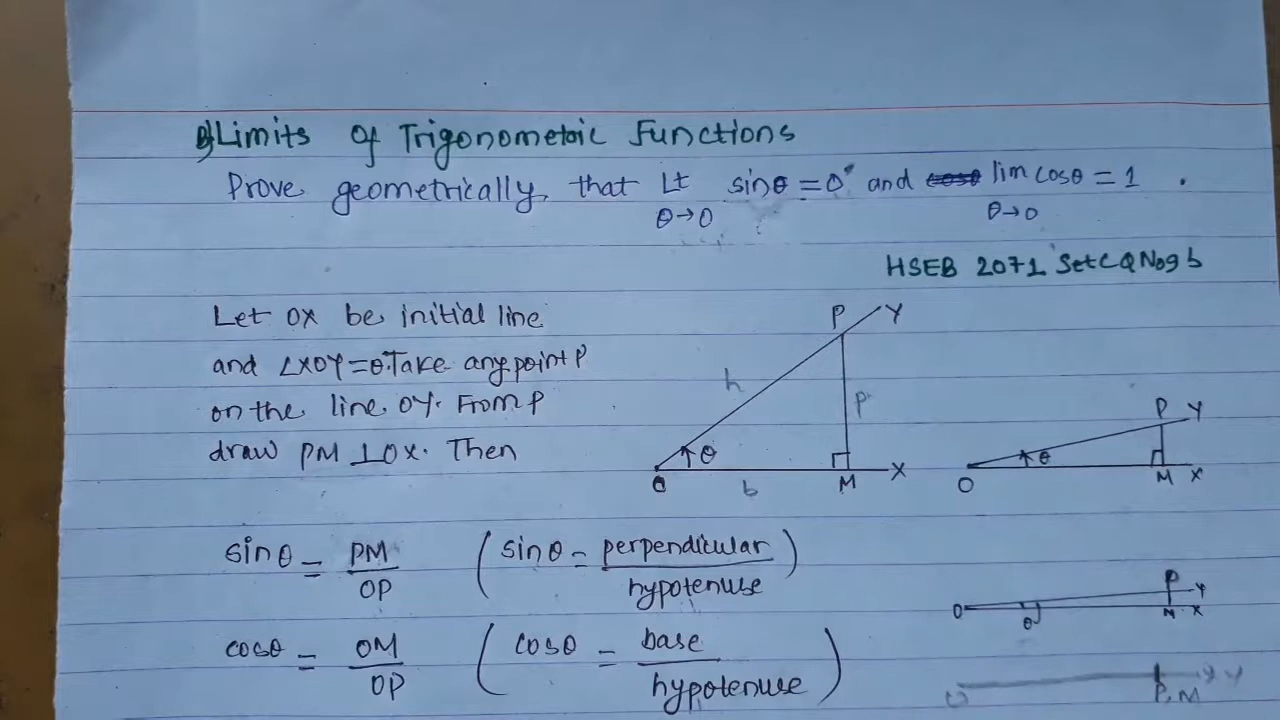 Limits Of Trigonometric Functions
Prove geometrically, that Lt sinθ = 0 and lim cosθ = 1 .
θ→0 θ→0
HSEB 2071 Set C Q No 9 b
Let OX be initial line
and ∠XOY = θ. Take any point P
on the line OY. From P
draw PM ⊥ OX. Then
P Y
h
P
θ
O b M X
P Y
θ
O M X
sinθ = PM/OP (sinθ = perpendicular/hypotenuse)
P Y
O θ M X
cosθ = OM/OP (cosθ = base/hypotenuse)
Y
O P, M